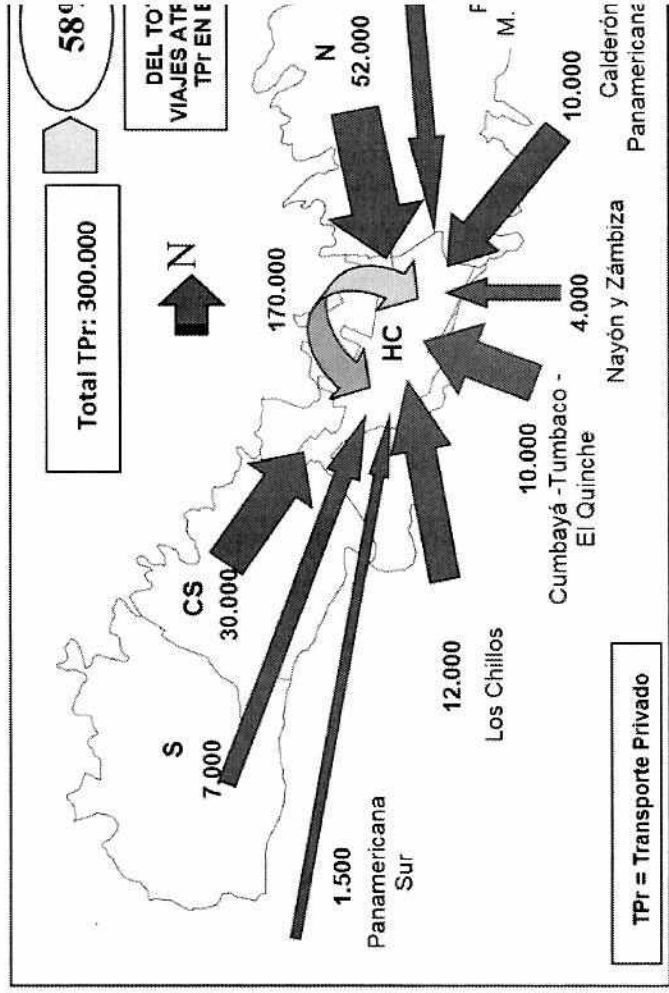 Total TPr: 300.000
58%
DEL TO
VIAJES ATR
TPr EN E
N
170.000
N
52.000
CS
30.000
HC
S
7.000
1.500
Panamericana
Sur
12.000
Los Chillos
10.000
Cumbayá -Tumbaco -
El Quinche
4.000
Nayón y Zámbiza
10.000
Calderón
Panamericana
M.
TPr = Transporte Privado